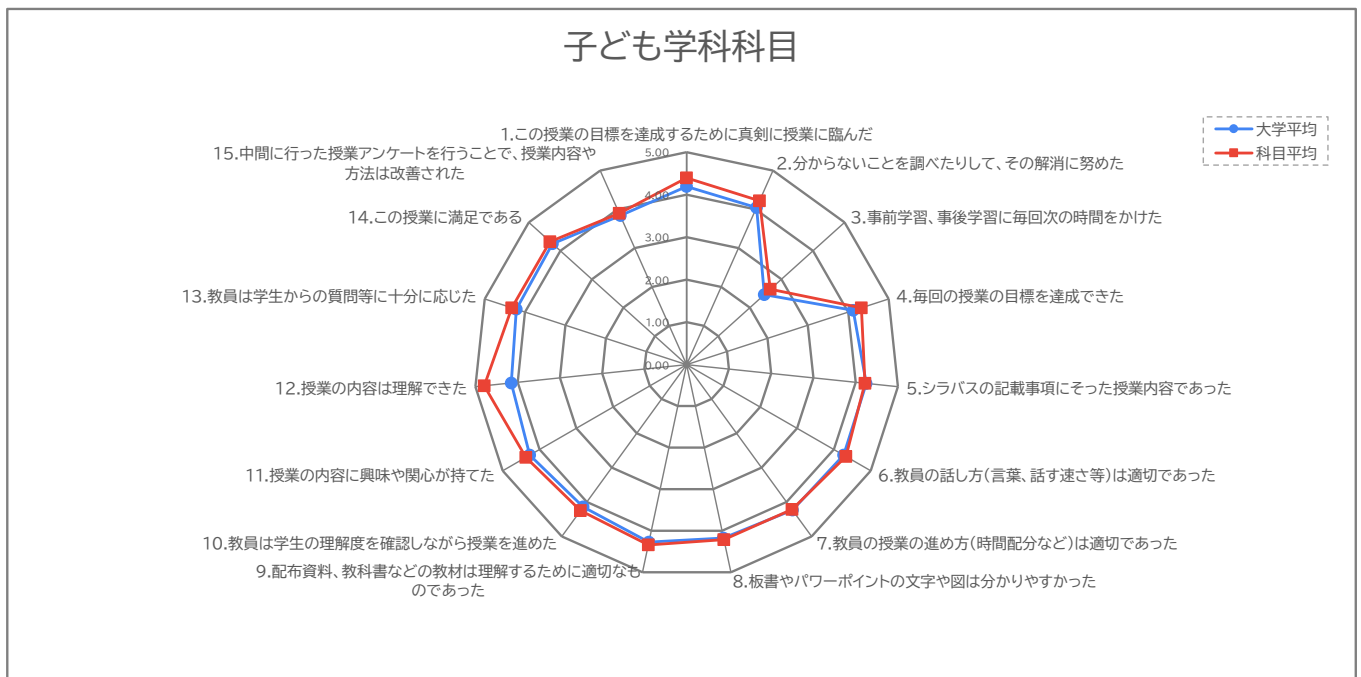 子ども学科科目
大学平均
科目平均
1.この授業の目標を達成するために真剣に授業に臨んだ
2.分からないことを調べたりして、その解消に努めた
3.事前学習、事後学習に毎回次の時間をかけた
4.毎回の授業の目標を達成できた
5.シラバスの記載事項にそった授業内容であった
6.教員の話し方(言葉、話す速さ等)は適切であった
7.教員の授業の進め方(時間配分など)は適切であった
8.板書やパワーポイントの文字や図は分かりやすかった
9.配布資料、教科書などの教材は理解するために適切なも
のであった
10.教員は学生の理解度を確認しながら授業を進めた
11.授業の内容に興味や関心が持てた
12.授業の内容は理解できた
13.教員は学生からの質問等に十分に応じた
14.この授業に満足である
15.中間に行った授業アンケートを行うことで、授業内容や
方法は改善された
5.00
4.00
3.00
2.00
1.00
0.00